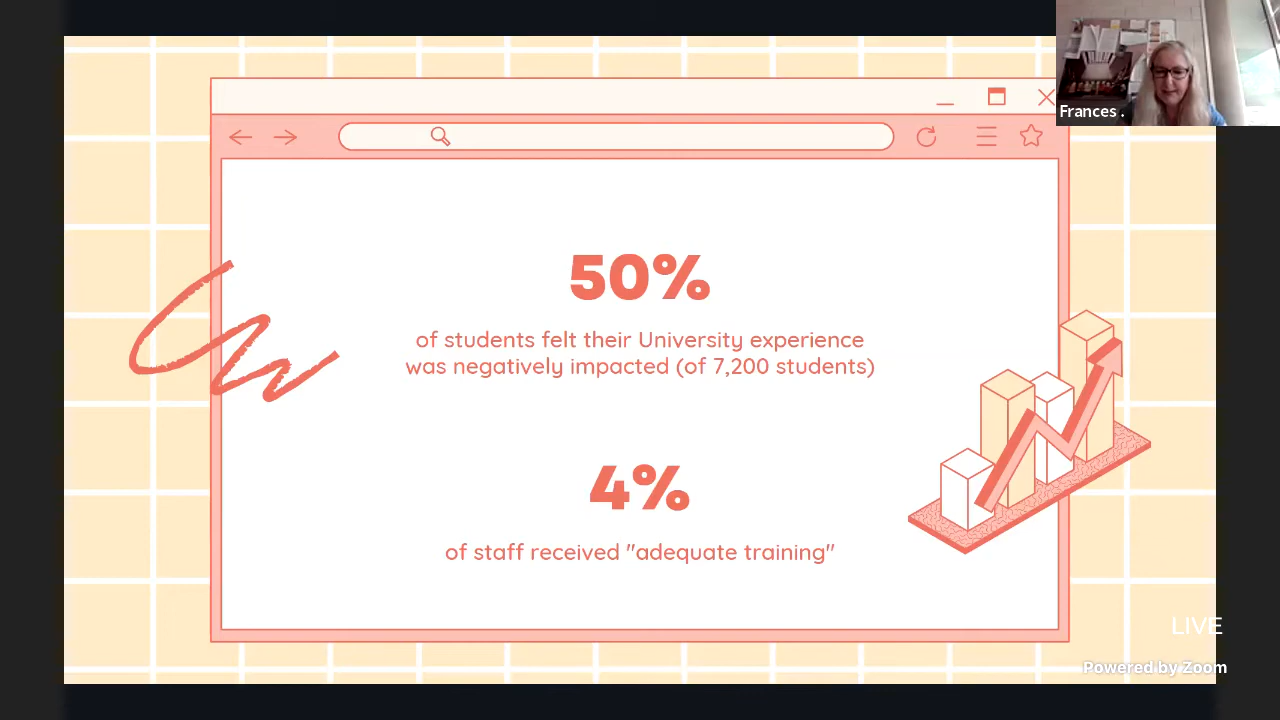 Frances .
50%
of students felt their University experience
was negatively impacted (of 7,200 students)
4%
of staff received "adequate training"
LIVE
Powered by Zoom